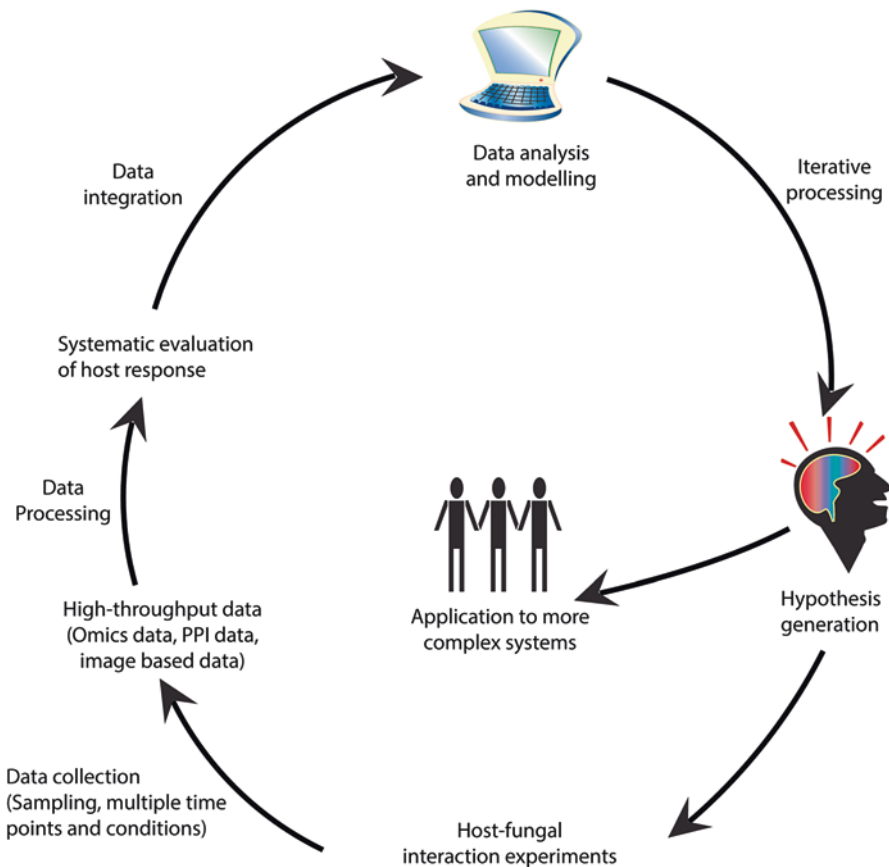 Data analysis
and modelling
Iterative
processing
Hypothesis
generation
Application to more
complex systems
Host-fungal
interaction experiments
Data collection
(Sampling, multiple time
points and conditions)
High-throughput data
(Omics data, PPI data,
image based data)
Data
Processing
Systematic evaluation
of host response
Data
integration